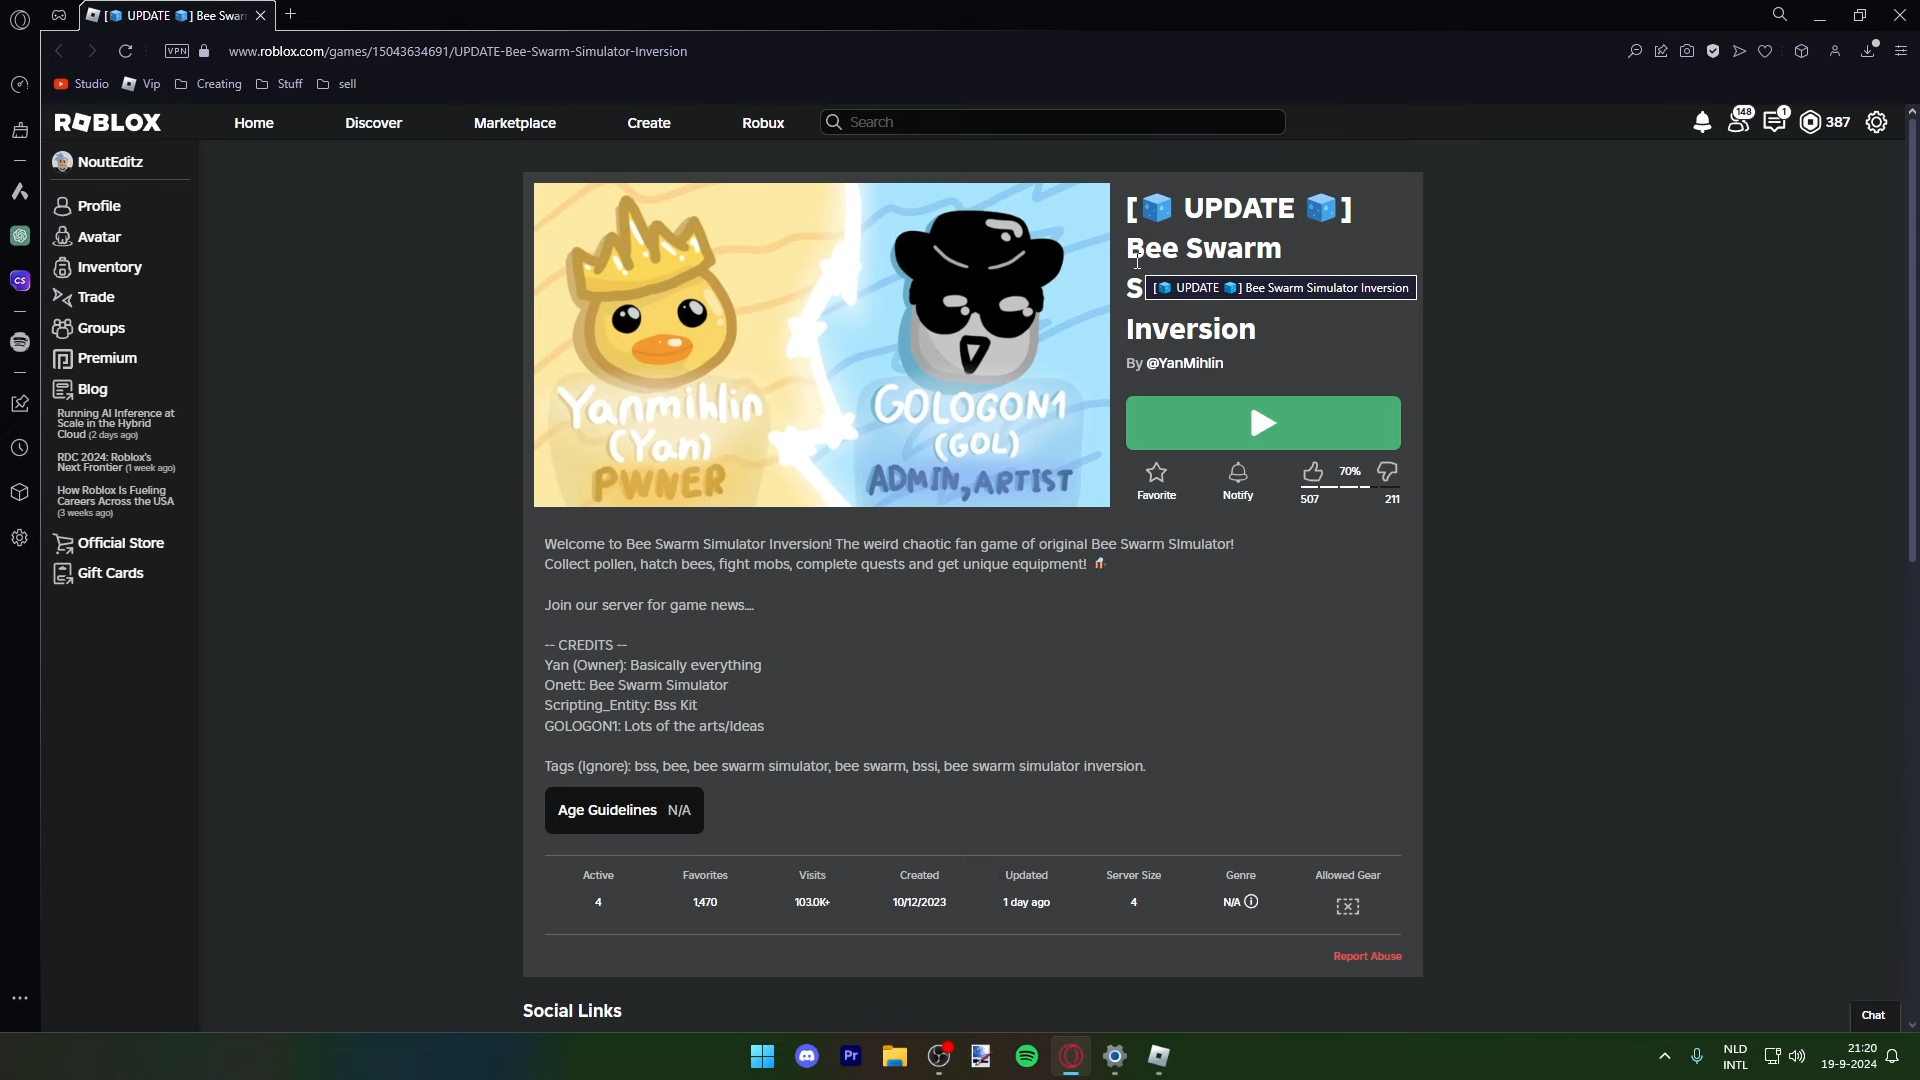 [🧊 UPDATE 🧊] Bee Swar
www.roblox.com/games/15043634691/UPDATE-Bee-Swarm-Simulator-Inversion
VPN
Studio
Vip
Creating
Stuff
sell
ROBLOX
Home
Discover
Marketplace
Create
Robux
Search
148
1
387
CS
NoutEditz
Profile
Avatar
Inventory
Trade
Groups
Premium
Blog
Running AI Inference at
Scale in the Hybrid
Cloud (2 days ago)
RDC 2024: Roblox's
Next Frontier (1 week ago)
How Roblox Is Fueling
Careers Across the USA
(3 weeks ago)
Official Store
Gift Cards
Yanmihlin
(Yan)
PWNER
GOLOGON1
(GOL)
ADMIN, ARTIST
[🧊 UPDATE 🧊]
Bee Swarm
S
[🧊 UPDATE 🧊] Bee Swarm Simulator Inversion
Inversion
By @YanMihlin
Favorite
Notify
70%
507
211
Welcome to Bee Swarm Simulator Inversion! The weird chaotic fan game of original Bee Swarm SImulator!
Collect pollen, hatch bees, fight mobs, complete quests and get unique equipment! 🍺
Join our server for game news....
-- CREDITS --
Yan (Owner): Basically everything
Onett: Bee Swarm Simulator
Scripting_Entity: Bss Kit
GOLOGON1: Lots of the arts/Ideas
Tags (Ignore): bss, bee, bee swarm simulator, bee swarm, bssi, bee swarm simulator inversion.
Age Guidelines N/A
Active
Favorites
Visits
Created
Updated
Server Size
Genre
Allowed Gear
4
1,470
103.0K+
10/12/2023
1 day ago
4
N/A
Report Abuse
Social Links
Chat
Pr
NLD
INTL
21:20
19-9-2024